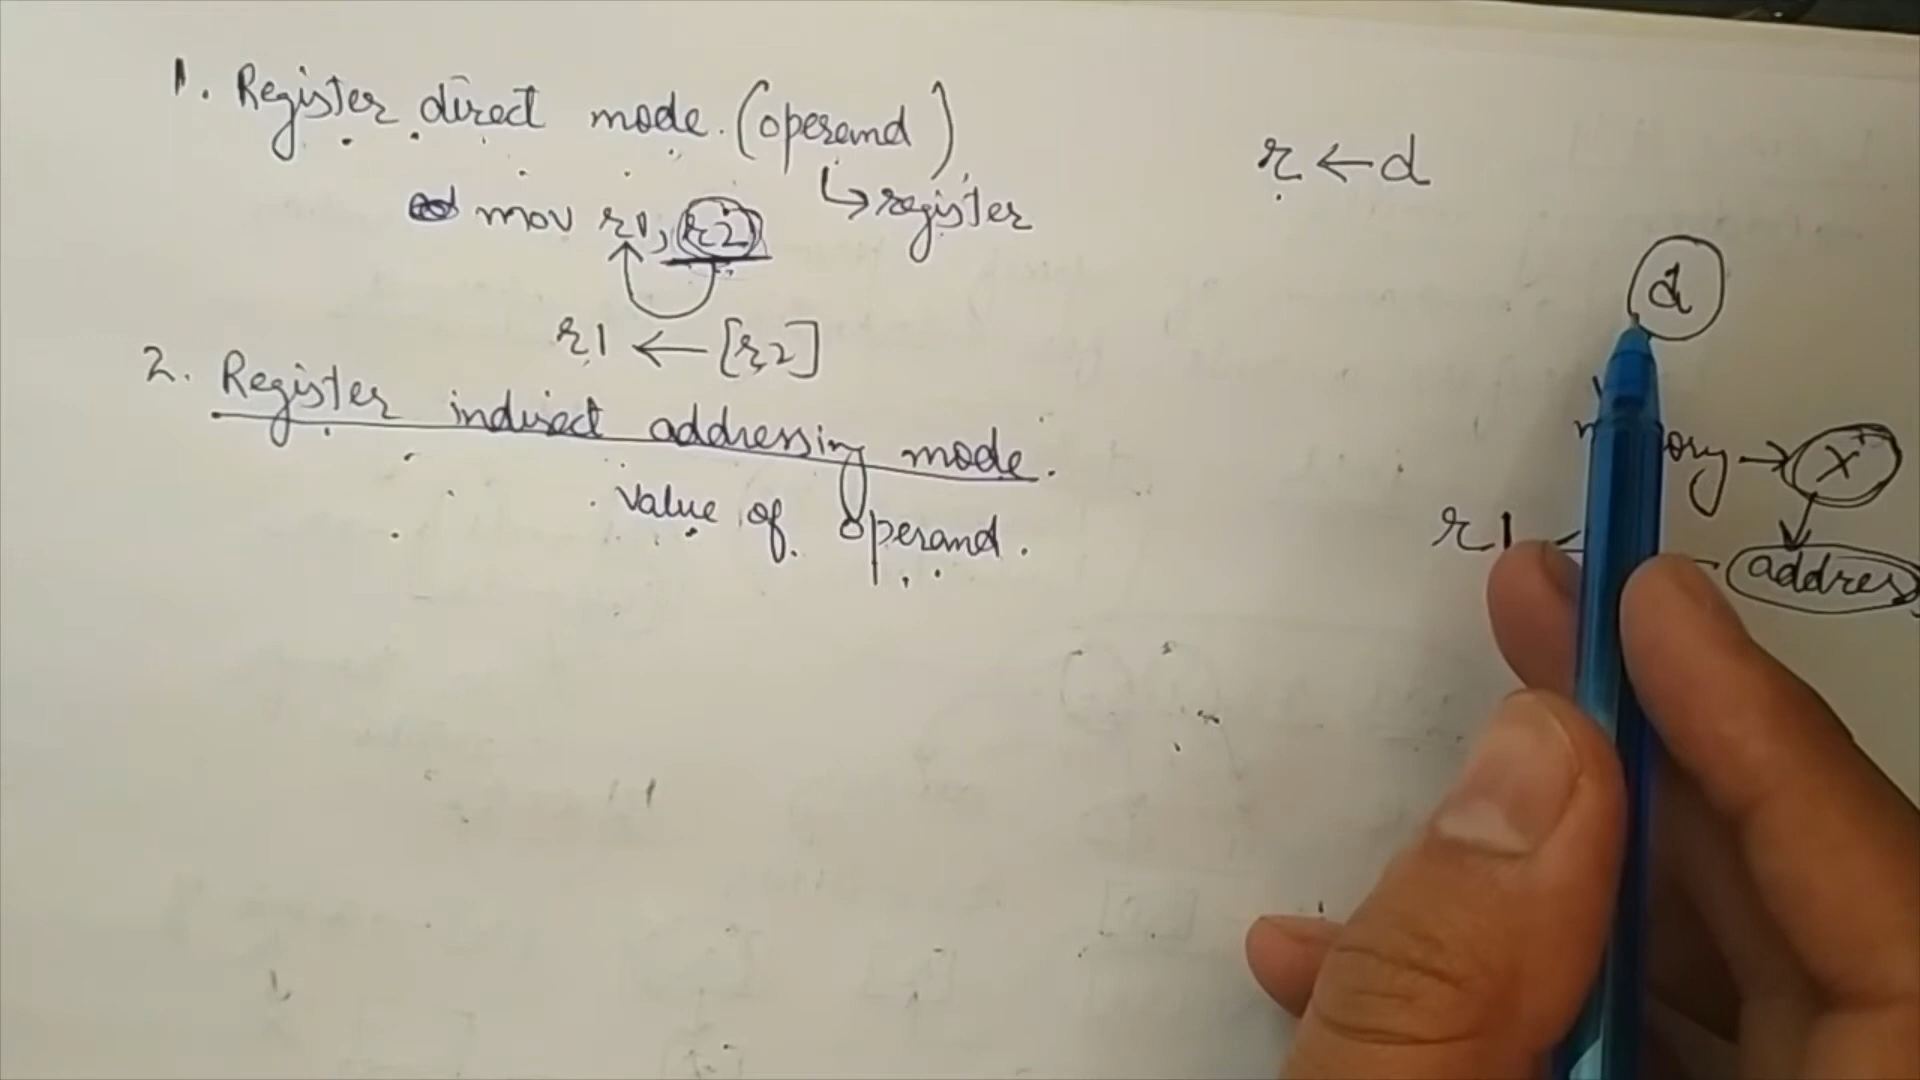 1. Register direct mode. (operand)
↳ register
mov r1, r2
r1 ← [r2]
2. Register indirect addressing mode.
value of operand.
r ← d
d
→ x
r1 ←
address